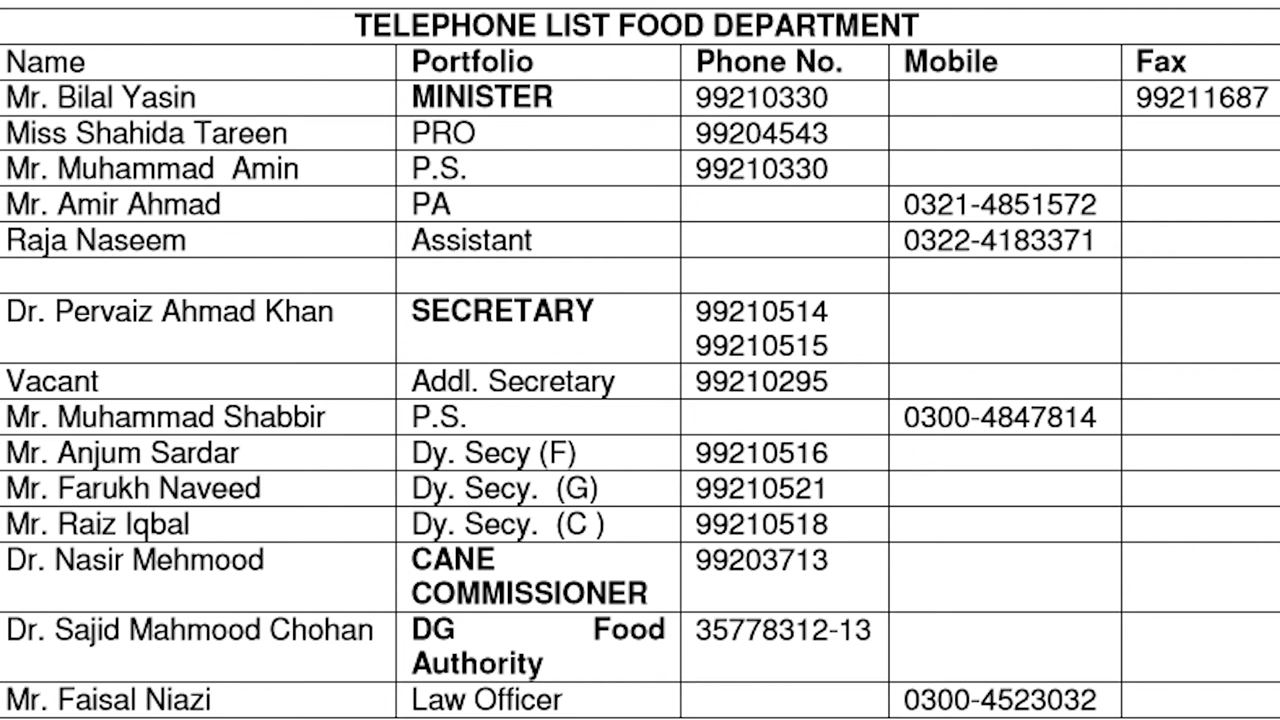 TELEPHONE LIST FOOD DEPARTMENT
Name Portfolio Phone No. Mobile Fax
Mr. Bilal Yasin MINISTER 99210330 99211687
Miss Shahida Tareen PRO 99204543
Mr. Muhammad  Amin P.S. 99210330
Mr. Amir Ahmad PA 0321-4851572
Raja Naseem Assistant 0322-4183371
Dr. Pervaiz Ahmad Khan SECRETARY 99210514
99210515
Vacant Addl. Secretary 99210295
Mr. Muhammad Shabbir P.S. 0300-4847814
Mr. Anjum Sardar Dy. Secy (F) 99210516
Mr. Farukh Naveed Dy. Secy.  (G) 99210521
Mr. Raiz Iqbal Dy. Secy.  (C ) 99210518
Dr. Nasir Mehmood CANE 99203713
COMMISSIONER
Dr. Sajid Mahmood Chohan DG Food 35778312-13
Authority
Mr. Faisal Niazi Law Officer 0300-4523032